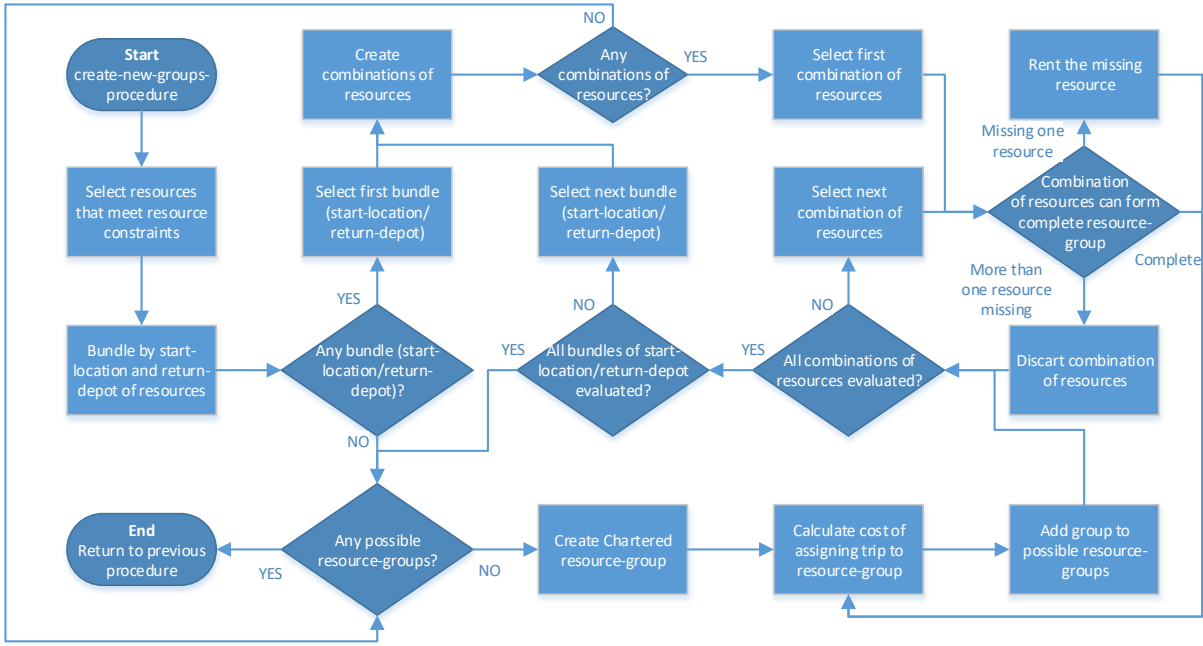 NO
Start
create-new-groups-
procedure
Create
combinations of
resources
Any
combinations of
resources?
YES
Select first
combination of
resources
Rent the missing
resource
Missing one
resource
Select resources
that meet resource
constraints
Select first bundle
(start-location/
return-depot)
Select next bundle
(start-location/
return-depot)
Select next
combination of
resources
Combination
of resources can form
complete resource-
group
Complete
More than
one resource
missing
YES
NO
NO
Bundle by start-
location and return-
depot of resources
Any bundle (start-
location/return-
depot)?
YES
All bundles of start-
location/return-depot
evaluated?
YES
All combinations of
resources evaluated?
Discart combination
of resources
NO
End
Return to previous
procedure
YES
Any possible
resource-groups?
NO
Create Chartered
resource-group
Calculate cost of
assigning trip to
resource-group
Add group to
possible resource-
groups